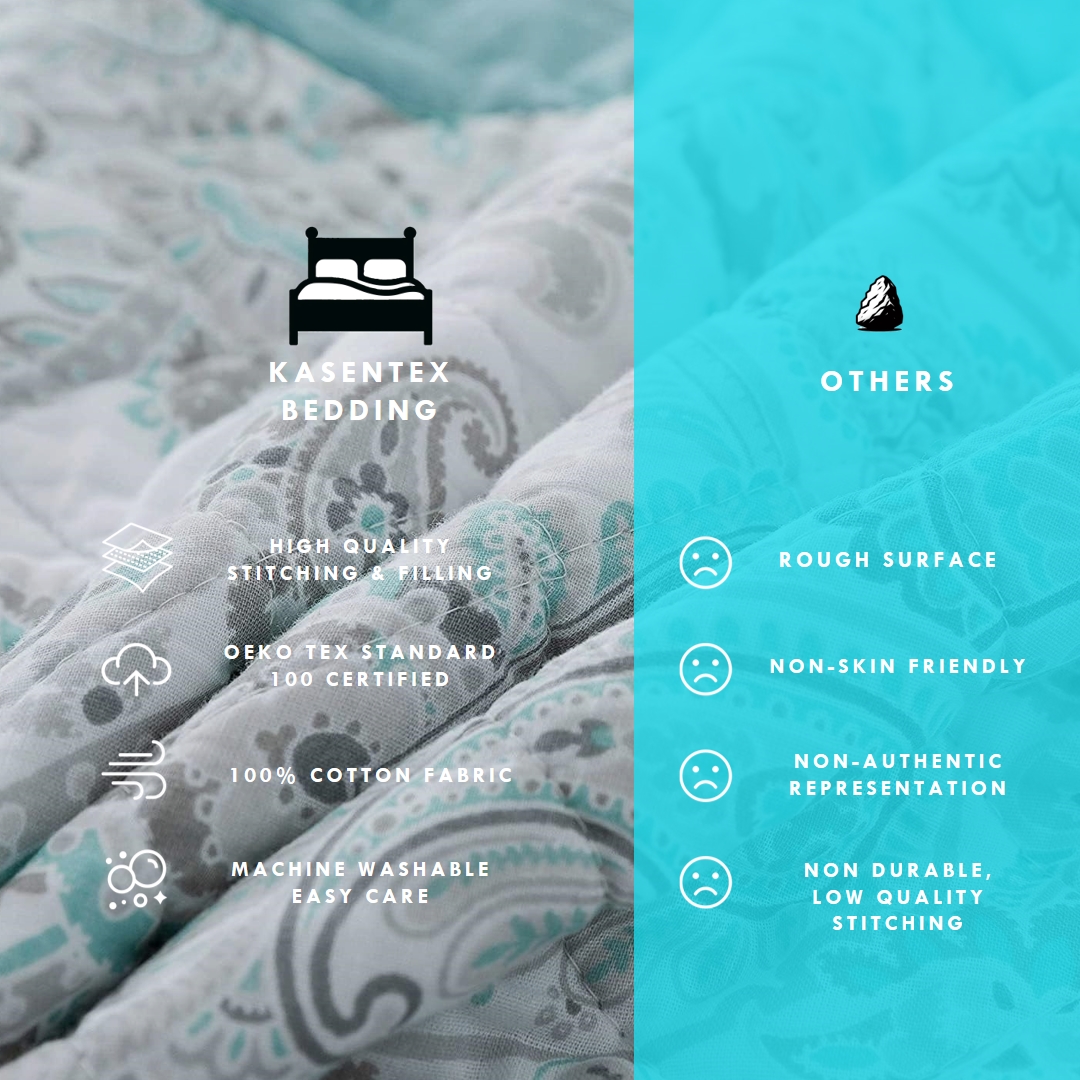 KASENTEX
BEDDING
HIGH QUALITY
STITCHING & FILLING
OEKO TEX STANDARD
100 CERTIFIED
100% COTTON FABRIC
MACHINE WASHABLE
EASY CARE
OTHERS
ROUGH SURFACE
NON-SKIN FRIENDLY
NON-AUTHENTIC
REPRESENTATION
NON DURABLE,
LOW QUALITY
STITCHING